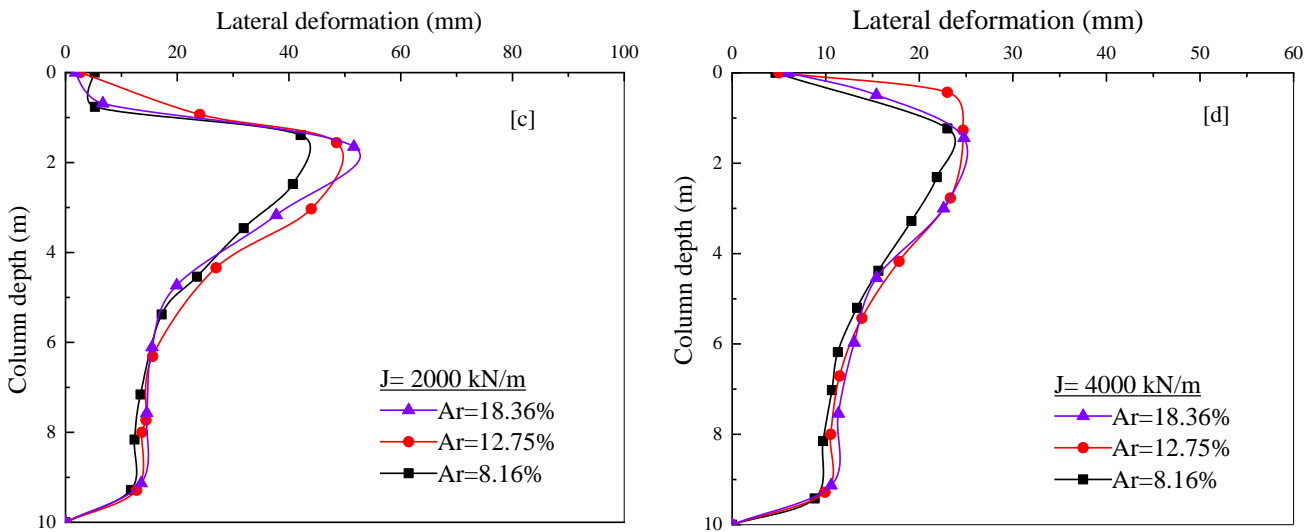 Lateral deformation (mm)
0 20 40 60 80 100
[c]
Column depth (m)
0
2
4
6
8
10
J= 2000 kN/m
Ar=18.36%
Ar=12.75%
Ar=8.16%
Lateral deformation (mm)
0 10 20 30 40 50 60
[d]
Column depth (m)
0
2
4
6
8
10
J= 4000 kN/m
Ar=18.36%
Ar=12.75%
Ar=8.16%